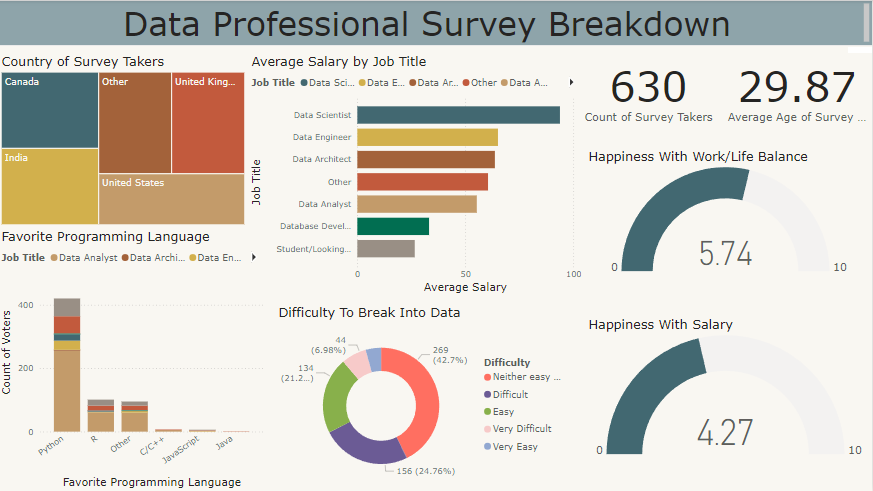 Data Professional Survey Breakdown
Country of Survey Takers
Canada
Other
United King...
India
United States
Average Salary by Job Title
Job Title Data Sci... Data E... Data Ar... Other Data A...
Job Title
Data Scientist
Data Engineer
Data Architect
Other
Data Analyst
Database Devel...
Student/Looking...
0 50 100
Average Salary
630
Count of Survey Takers
29.87
Average Age of Survey ...
Happiness With Work/Life Balance
5.74
0 10
Favorite Programming Language
Job Title Data Analyst Data Archi... Data En...
Count of Voters
400
200
0
Python R Other C/C++ JavaScript Java
Favorite Programming Language
Difficulty To Break Into Data
44
(6.98%)
269
(42.7%)
134
(21.2...)
156 (24.76%)
Difficulty
Neither easy ...
Difficult
Easy
Very Difficult
Very Easy
Happiness With Salary
4.27
0 10